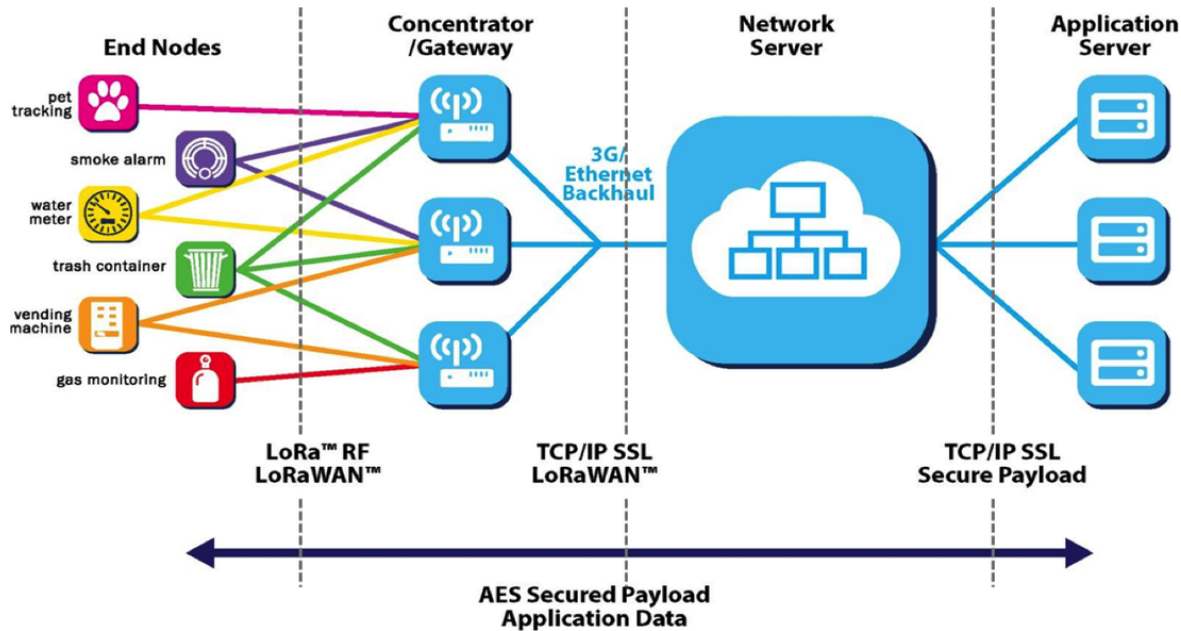 End Nodes
Concentrator
/Gateway
Network
Server
Application
Server
pet
tracking
smoke alarm
water
meter
trash container
vending
machine
gas monitoring
3G/
Ethernet
Backhaul
LoRa™ RF
LoRaWAN™
TCP/IP SSL
LoRaWAN™
TCP/IP SSL
Secure Payload
AES Secured Payload
Application Data